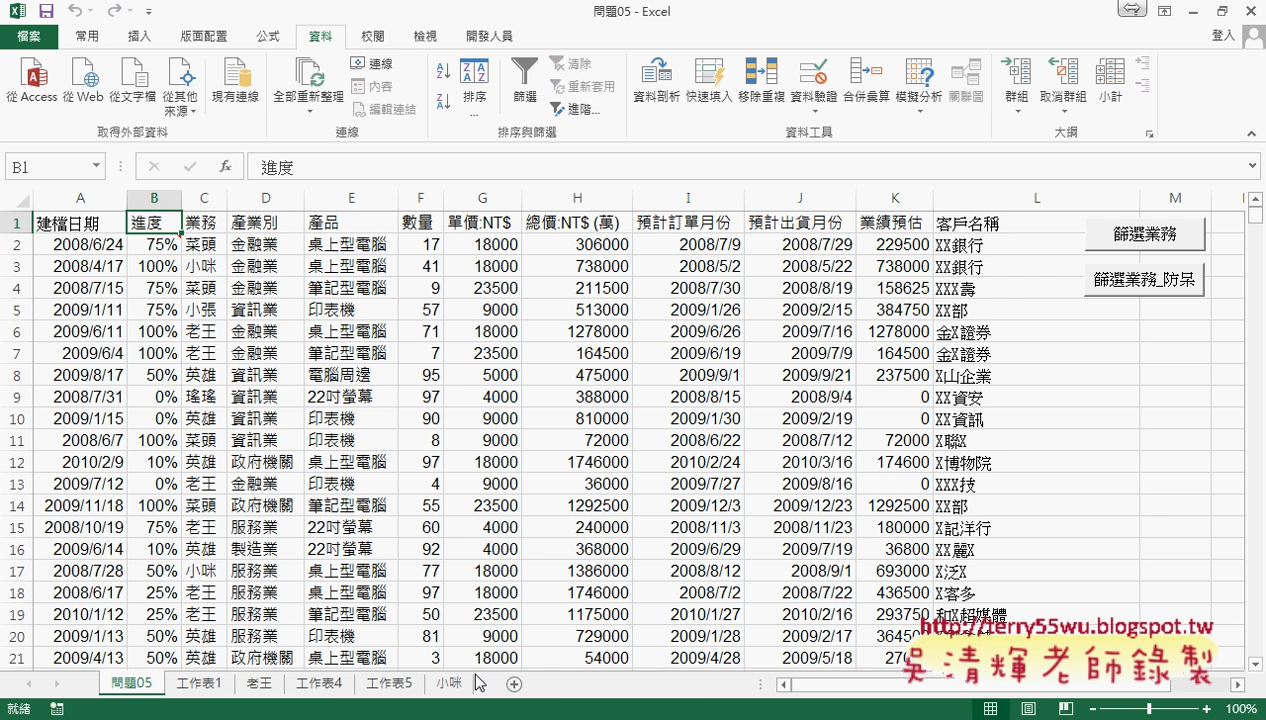 問題05 - Excel
檔案 常用 插入 版面配置 公式 資料 校閱 檢視 開發人員 登入
從 Access 從 Web 從文字檔 從其他來源 現有連線 全部重新整理 連線 內容 編輯連結 排序... 篩選 清除 重新套用 進階... 資料剖析 快速填入 移除重複 資料驗證 合併彙算 模擬分析 關聯圖 群組 取消群組 小計
取得外部資料 連線 排序與篩選 資料工具 大綱
B1 fx 進度
A B C D E F G H I J K L M
1 建檔日期 進度 業務 產業別 產品 數量 單價:NT$ 總價:NT$ (萬) 預計訂單月份 預計出貨月份 業績預估 客戶名稱 篩選業務
2 2008/6/24 75% 菜頭 金融業 桌上型電腦 17 18000 306000 2008/7/9 2008/7/29 229500 XX銀行
3 2008/4/17 100% 小咪 金融業 桌上型電腦 41 18000 738000 2008/5/2 2008/5/22 738000 XX銀行 篩選業務_防呆
4 2008/7/15 75% 菜頭 金融業 筆記型電腦 9 23500 211500 2008/7/30 2008/8/19 158625 XXX壽
5 2009/1/11 75% 小張 資訊業 印表機 57 9000 513000 2009/1/26 2009/2/15 384750 XX部
6 2009/6/11 100% 老王 金融業 桌上型電腦 71 18000 1278000 2009/6/26 2009/7/16 1278000 金X證券
7 2009/6/4 100% 老王 金融業 筆記型電腦 7 23500 164500 2009/6/19 2009/7/9 164500 金X證券
8 2009/8/17 50% 英雄 資訊業 電腦周邊 95 5000 475000 2009/9/1 2009/9/21 237500 X山企業
9 2008/7/31 0% 瑤瑤 資訊業 22吋螢幕 97 4000 388000 2008/8/15 2008/9/4 0 XX資安
10 2009/1/15 0% 英雄 資訊業 印表機 90 9000 810000 2009/1/30 2009/2/19 0 XX資訊
11 2008/6/7 100% 菜頭 資訊業 印表機 8 9000 72000 2008/6/22 2008/7/12 72000 X聯X
12 2010/2/9 10% 英雄 政府機關 桌上型電腦 97 18000 1746000 2010/2/24 2010/3/16 174600 X博物院
13 2009/7/12 0% 老王 金融業 印表機 4 9000 36000 2009/7/27 2009/8/16 0 XXX技
14 2009/11/18 100% 菜頭 政府機關 筆記型電腦 55 23500 1292500 2009/12/3 2009/12/23 1292500 XX部
15 2008/10/19 75% 老王 服務業 22吋螢幕 60 4000 240000 2008/11/3 2008/11/23 180000 X記洋行
16 2009/6/14 10% 英雄 製造業 22吋螢幕 92 4000 368000 2009/6/29 2009/7/19 36800 XX麗X
17 2008/7/28 50% 小咪 服務業 桌上型電腦 77 18000 1386000 2008/8/12 2008/9/1 693000 X泛X
18 2008/6/17 25% 老王 服務業 桌上型電腦 97 18000 1746000 2008/7/2 2008/7/22 436500 X客多
19 2010/1/12 25% 老王 服務業 筆記型電腦 50 23500 1175000 2010/1/27 2010/2/16 293750 和X超媒體
20 2009/1/13 50% 英雄 服務業 印表機 81 9000 729000 2009/1/28 2009/2/17
21 2009/4/13 50% 英雄 政府機關 桌上型電腦 3 18000 54000 2009/4/28 2009/5/18
http://terry55wu.blogspot.tw
吳清輝老師錄製
問題05 工作表1 老王 工作表4 工作表5 小咪
就緒 100%